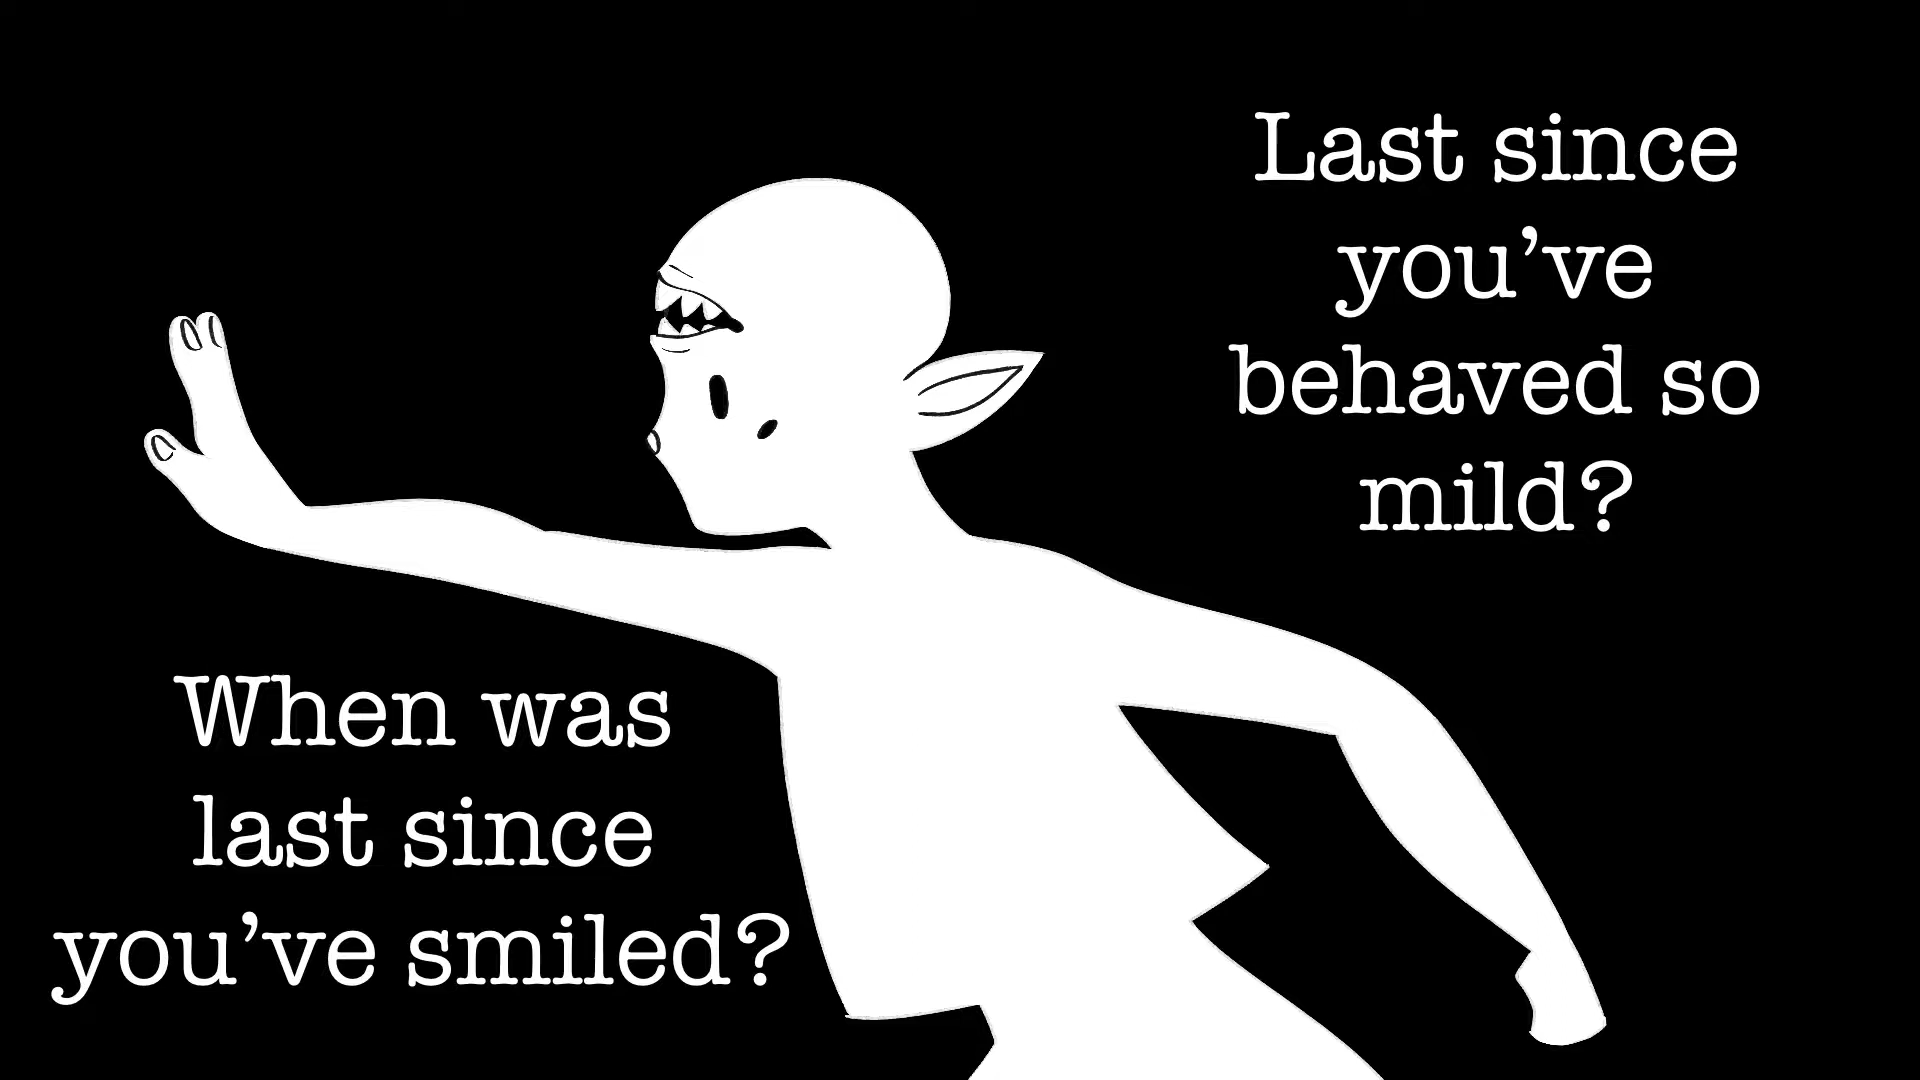 When was
last since
you've smiled?
Last since
you've
behaved so
mild?